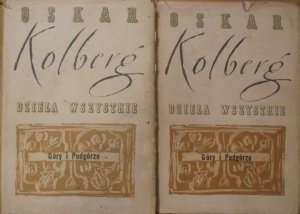 OSKAR
Kolberg
DZIEŁA WSZYSTKIE
Góry i Podgórze
OSKAR
Kolberg
DZIEŁA WSZYSTKIE
Góry i Podgórze